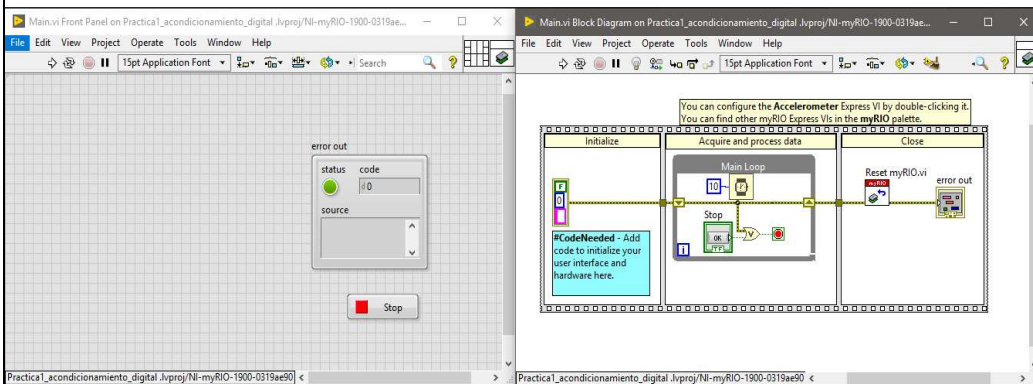 Main.vi Front Panel on Practica1_acondicionamiento_digital .lvproj/NI-myRIO-1900-0319ae...
File Edit View Project Operate Tools Window Help
15pt Application Font
Search
error out
status code
d 0
source
Stop
Practica1_acondicionamiento_digital .lvproj/NI-myRIO-1900-0319ae90
Main.vi Block Diagram on Practica1_acondicionamiento_digital .lvproj/NI-myRIO-1900-0319ae...
File Edit View Project Operate Tools Window Help
15pt Application Font
You can configure the Accelerometer Express VI by double-clicking it.
You can find other myRIO Express VIs in the myRIO palette.
Initialize
Acquire and process data
Close
Main Loop
10
F
0
Stop
OK
TF
i
Reset myRIO.vi
myRIO
error out
#CodeNeeded - Add
code to initialize your
user interface and
hardware here.
Practica1_acondicionamiento_digital .lvproj/NI-myRIO-1900-0319ae90